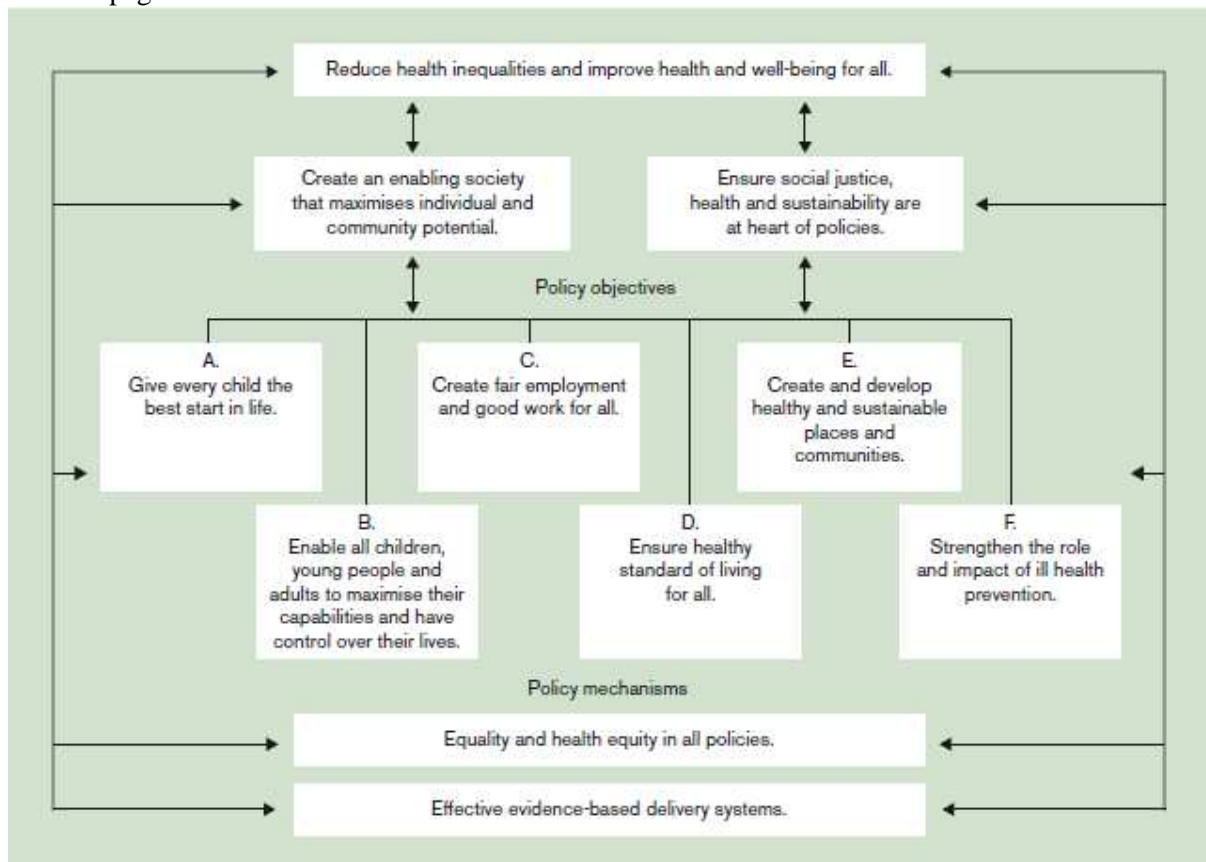 Reduce health inequalities and improve health and well-being for all.
Create an enabling society
that maximises individual and
community potential.
Ensure social justice,
health and sustainability are
at heart of policies.
Policy objectives
A.
Give every child the
best start in life.
C.
Create fair employment
and good work for all.
E.
Create and develop
healthy and sustainable
places and
communities.
B.
Enable all children,
young people and
adults to maximise their
capabilities and have
control over their lives.
D.
Ensure healthy
standard of living
for all.
F.
Strengthen the role
and impact of ill health
prevention.
Policy mechanisms
Equality and health equity in all policies.
Effective evidence-based delivery systems.